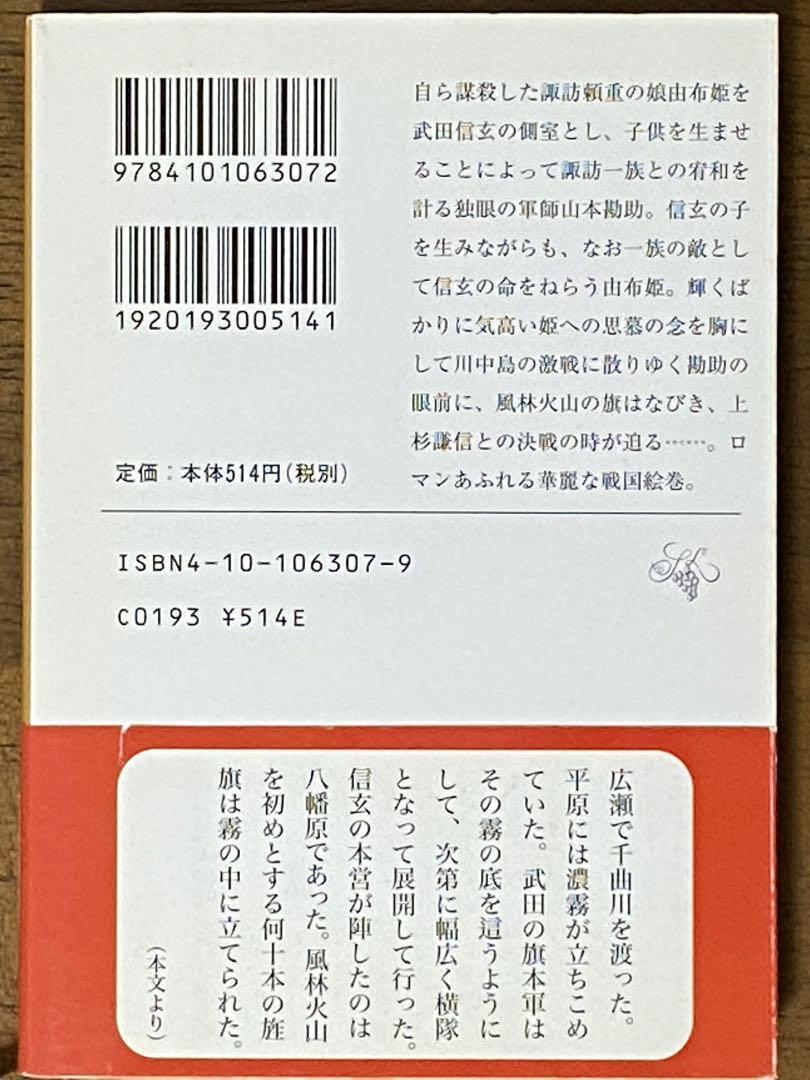 9784101063072
1920193005141
定価：本体514円(税別)
自ら謀殺した諏訪頼重の娘由布姫を
武田信玄の側室とし、子供を生ませ
ることによって諏訪一族との宥和を
計る独眼の軍師山本勘助。信玄の子
を生みながらも、なお一族の敵とし
て信玄の命をねらう由布姫。輝くば
かりに気高い姫への思慕の念を胸に
して川中島の激戦に散りゆく勘助の
眼前に、風林火山の旗はなびき、上
杉謙信との決戦の時が迫る……。ロ
マンあふれる華麗な戦国絵巻。
ISBN4-10-106307-9
C0193 ¥514E
広瀬で千曲川を渡った。
平原には濃霧が立ちこめ
ていた。武田の旗本軍は
その霧の底を這うように
して、次第に幅広く横隊
となって展開して行った。
信玄の本営が陣したのは
八幡原であった。風林火山
を初めとする何十本の旌
旗は霧の中に立てられた。
(本文より)